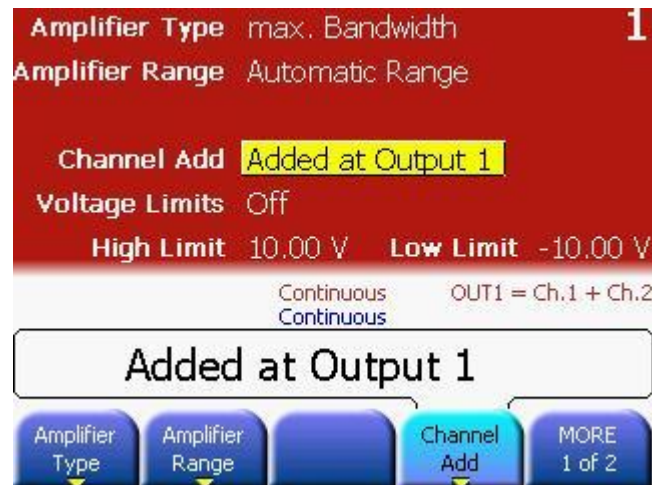 Amplifier Type max. Bandwidth 1
Amplifier Range Automatic Range
Channel Add Added at Output 1
Voltage Limits Off
High Limit 10.00 V Low Limit -10.00 V
Continuous OUT1 = Ch.1 + Ch.2
Continuous
Added at Output 1
Amplifier Type
Amplifier Range
Channel Add
MORE 1 of 2